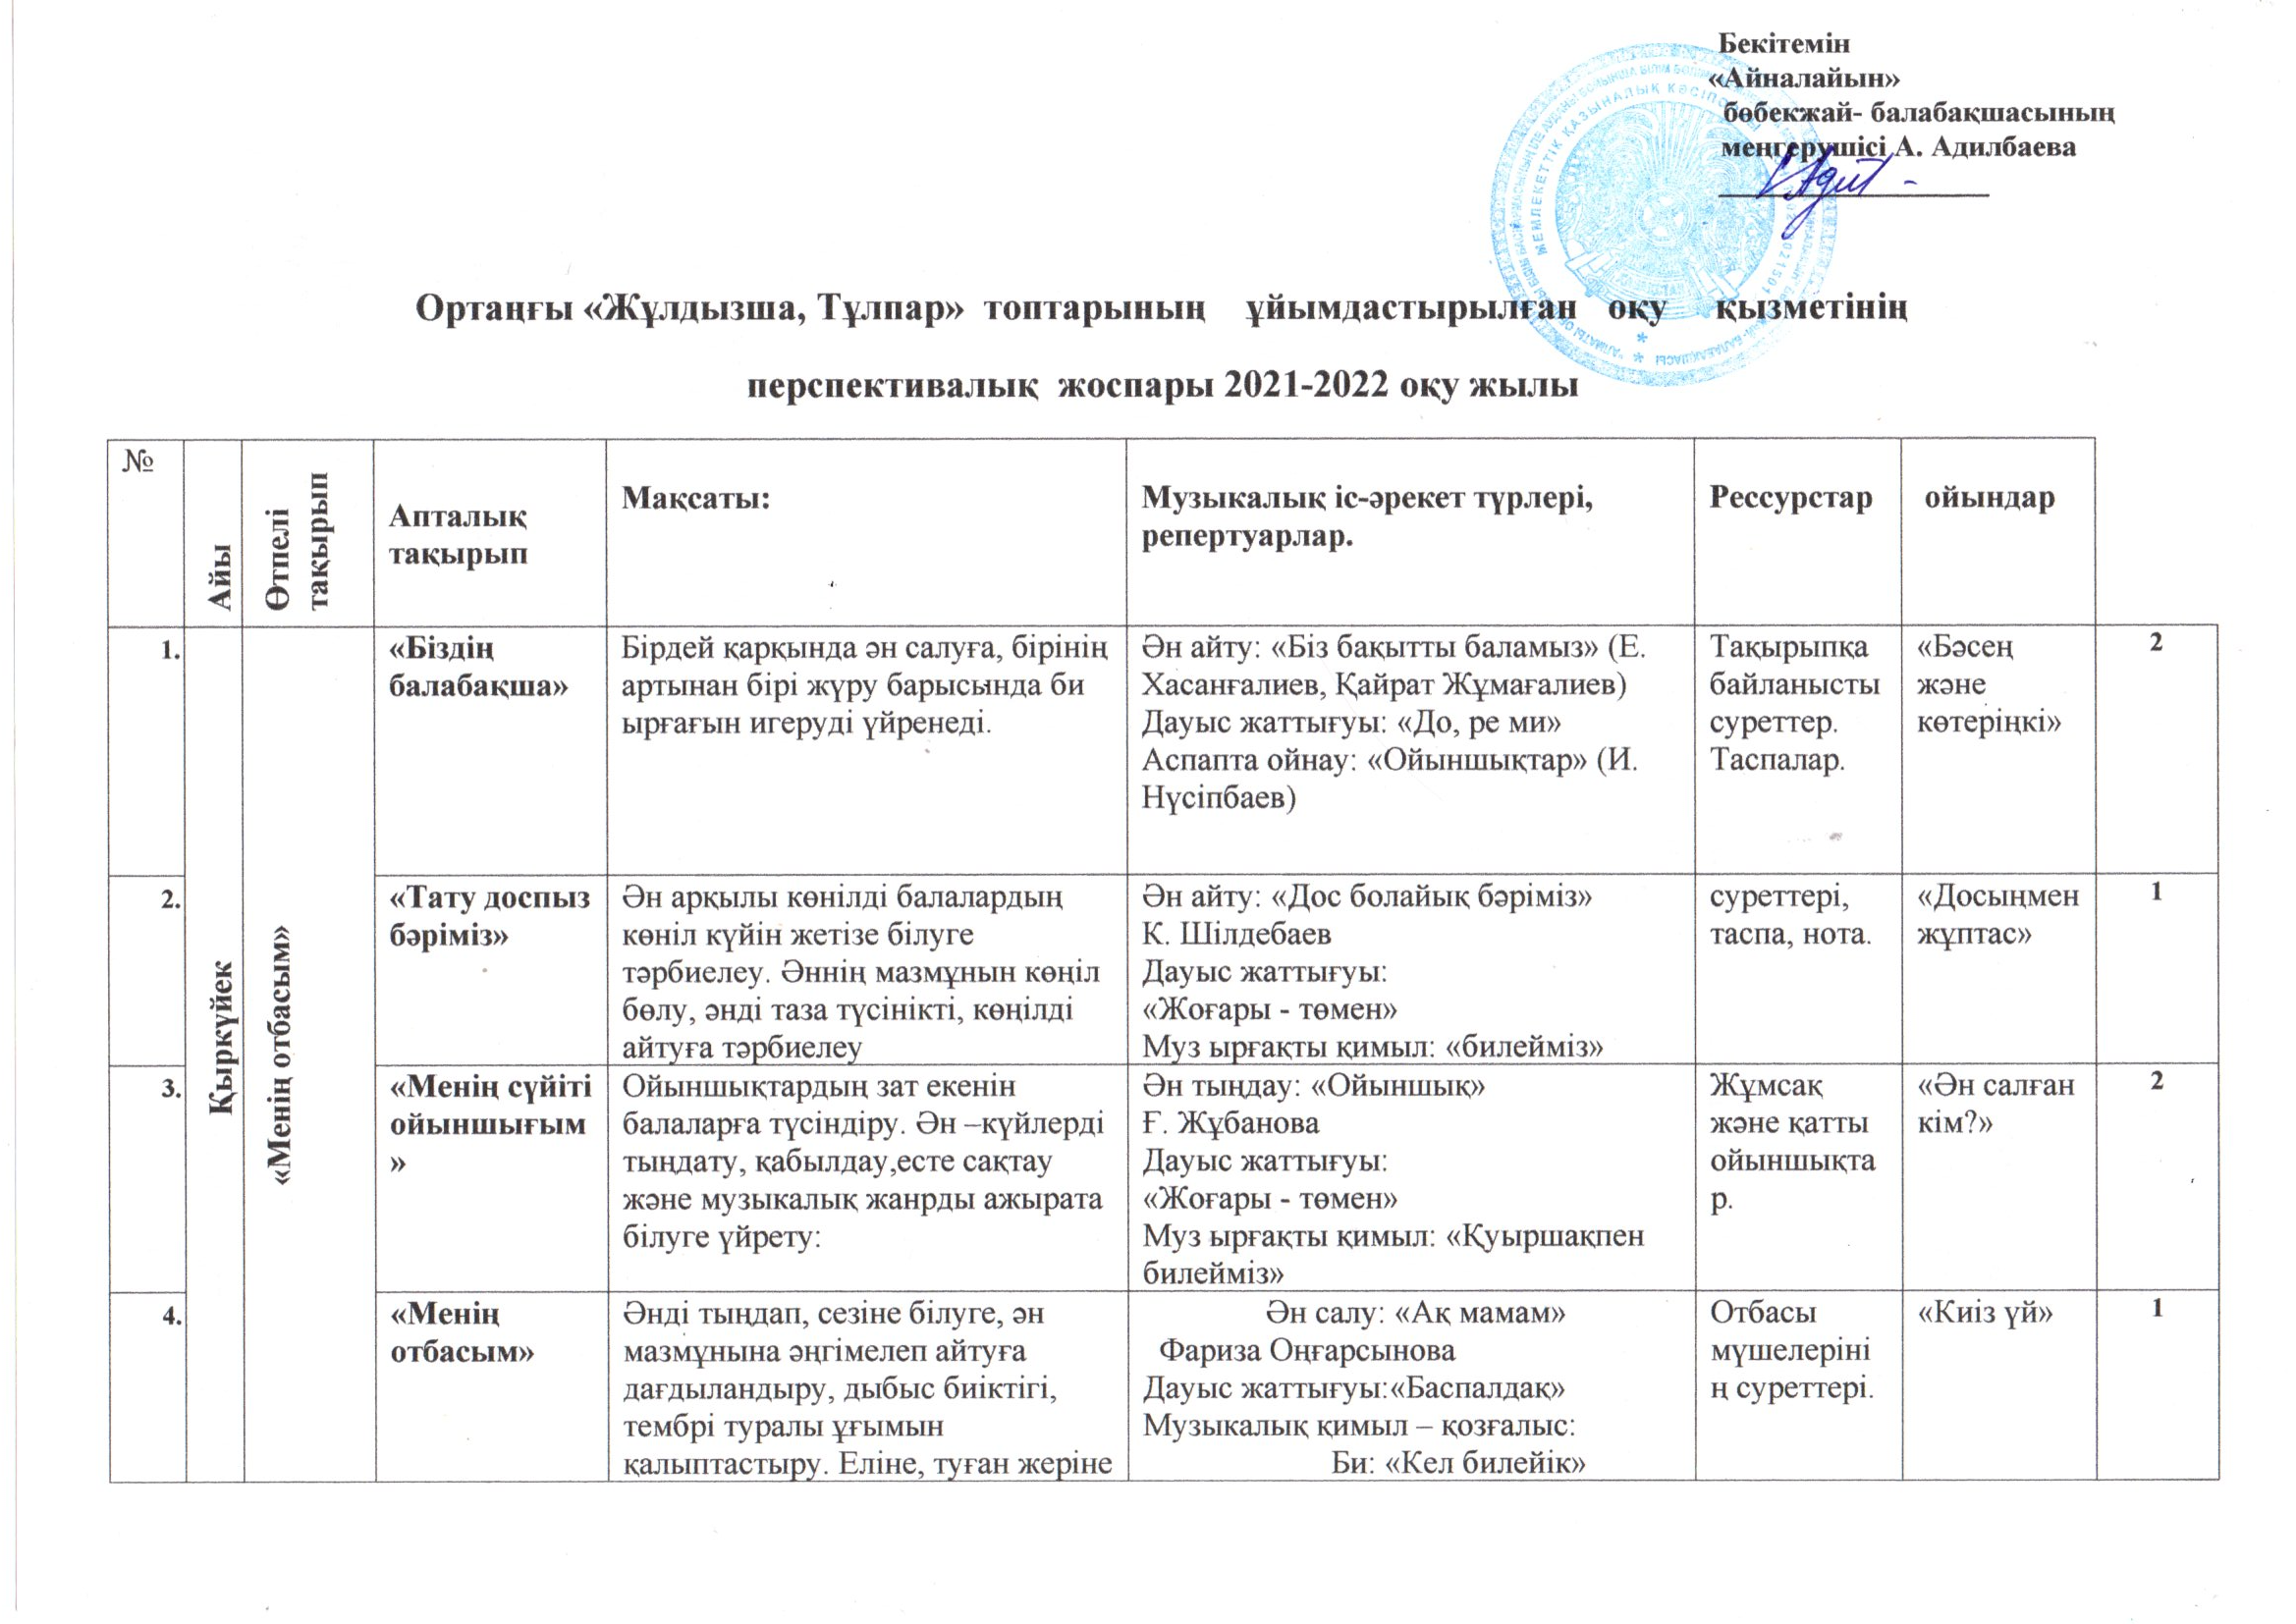 Бекітемін
«Айналайын»
бөбекжай- балабақшасының
меңгерушісі А. Адилбаева
МЕМЛЕКЕТТІК ҚАЗЫНАЛЫҚ КӘСІПОРНЫ
Ортаңғы «Жұлдызша, Тұлпар» топтарының ұйымдастырылған оқу қызметінің
перспективалық жоспары 2021-2022 оқу жылы
№
Айы
Өтпелі
тақырып
Апталық
тақырып
Мақсаты:
Музыкалық іс-әрекет түрлері,
репертуарлар.
Рессурстар
ойындар
Қыркүйек
«Менің отбасым»
1.
«Біздің
балабақша»
Бірдей қарқында ән салуға, бірінің
артынан бірі жүру барысында би
ырғағын игеруді үйренеді.
Ән айту: «Біз бақытты баламыз» (Е.
Хасанғалиев, Қайрат Жұмағалиев)
Дауыс жаттығуы: «До, ре ми»
Аспапта ойнау: «Ойыншықтар» (И.
Нүсіпбаев)
Тақырыпқа
байланысты
суреттер.
Таспалар.
«Бәсең
және
көтеріңкі»
2
2.
«Тату доспыз
бәріміз»
Ән арқылы көнілді балалардың
көніл күйін жетізе білуге
тәрбиелеу. Әннің мазмұнын көңіл
бөлу, әнді таза түсінікті, көңілді
айтуға тәрбиелеу
Ән айту: «Дос болайық бәріміз»
К. Шілдебаев
Дауыс жаттығуы:
«Жоғары - төмен»
Муз ырғақты қимыл: «билейміз»
суреттері,
таспа, нота.
«Досыңмен
жұптас»
1
3.
«Менің сүйіті
ойыншығым
»
Ойыншықтардың зат екенін
балаларға түсіндіру. Ән –күйлерді
тыңдату, қабылдау,есте сақтау
және музыкалық жанрды ажырата
білуге үйрету:
Ән тыңдау: «Ойыншық»
Ғ. Жұбанова
Дауыс жаттығуы:
«Жоғары - төмен»
Муз ырғақты қимыл: «Қуыршақпен
билейміз»
Жұмсақ
және қатты
ойыншықта
р.
«Ән салған
кім?»
2
4.
«Менің
отбасым»
Әнді тыңдап, сезіне білуге, ән
мазмұнына әңгімелеп айтуға
дағдыландыру, дыбыс биіктігі,
тембрі туралы ұғымын
қалыптастыру. Еліне, туған жеріне
Ән салу: «Ақ мамам»
Фариза Оңғарсынова
Дауыс жаттығуы:«Баспалдақ»
Музыкалық қимыл – қозғалыс:
Би: «Кел билейік»
Отбасы
мүшелеріні
ң суреттері.
«Киіз үй»
1